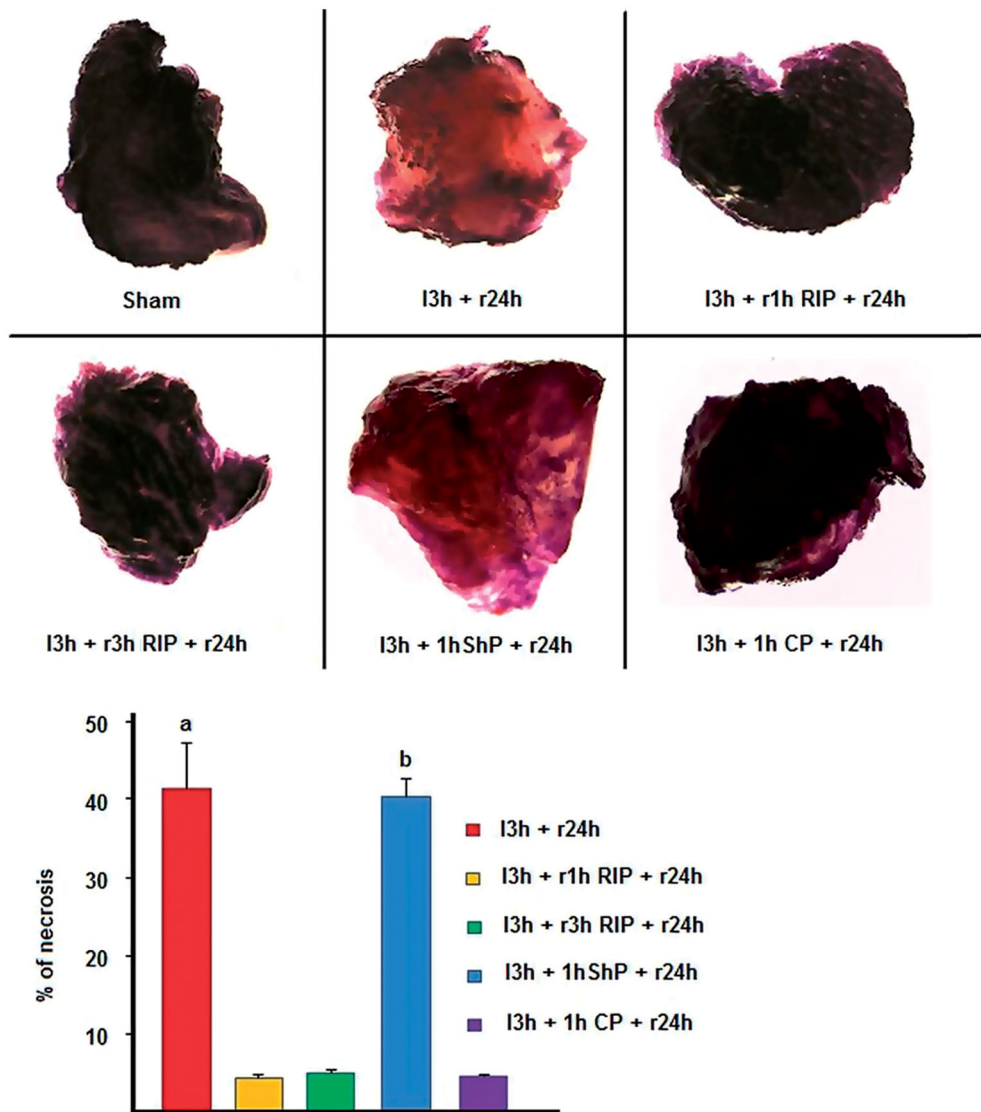 Sham
I3h + r24h
I3h + r1h RIP + r24h
I3h + r3h RIP + r24h
I3h + 1hShP + r24h
I3h + 1h CP + r24h
50
40
30
20
10
% of necrosis
a
b
I3h + r24h
I3h + r1h RIP + r24h
I3h + r3h RIP + r24h
I3h + 1hShP + r24h
I3h + 1h CP + r24h